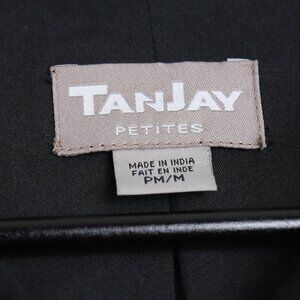 TANJAY
PETITES
MADE IN INDIA
FAIT EN INDE
PM/M